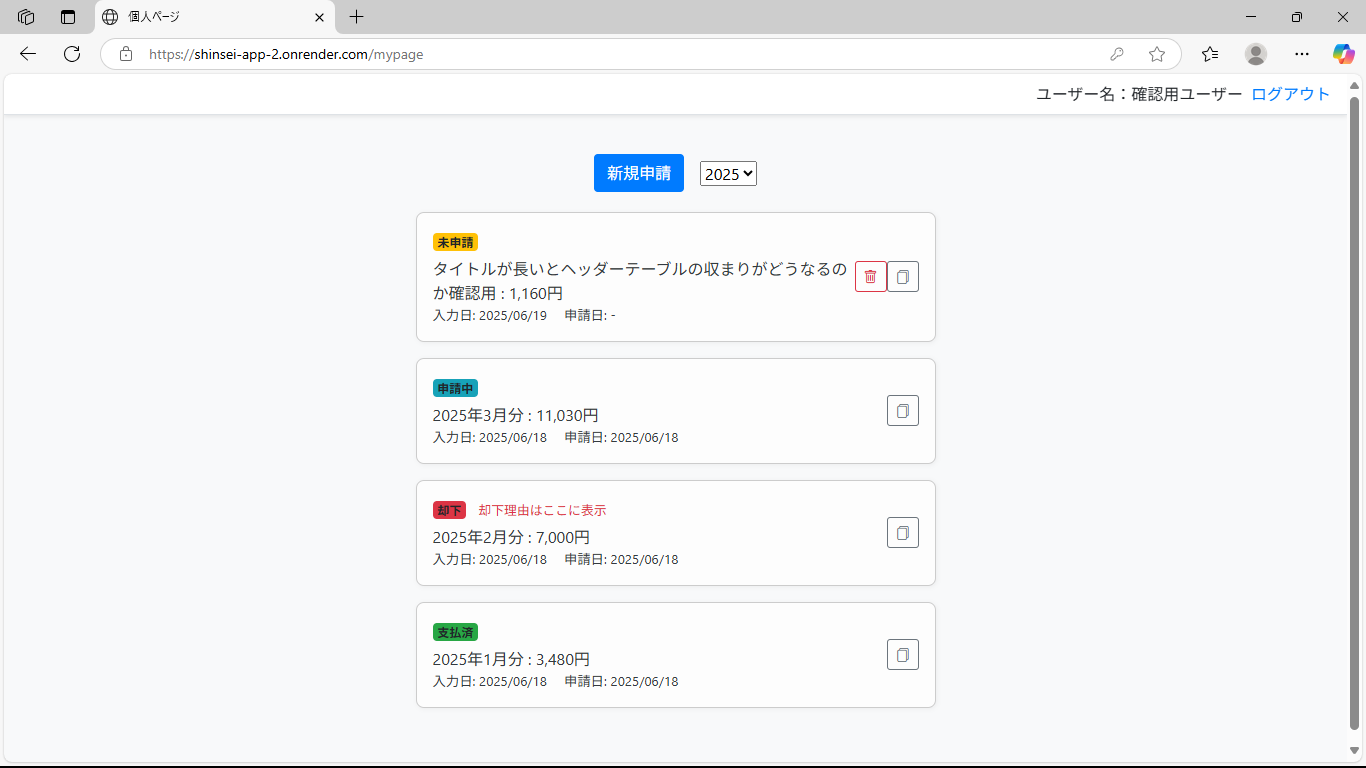 個人ページ
https://shinsei-app-2.onrender.com/mypage
ユーザー名：確認用ユーザー ログアウト
新規申請 2025
未申請
タイトルが長いとヘッダーテーブルの収まりがどうなるの
か確認用 : 1,160円
入力日: 2025/06/19 申請日: -
申請中
2025年3月分 : 11,030円
入力日: 2025/06/18 申請日: 2025/06/18
却下 却下理由はここに表示
2025年2月分 : 7,000円
入力日: 2025/06/18 申請日: 2025/06/18
支払済
2025年1月分 : 3,480円
入力日: 2025/06/18 申請日: 2025/06/18